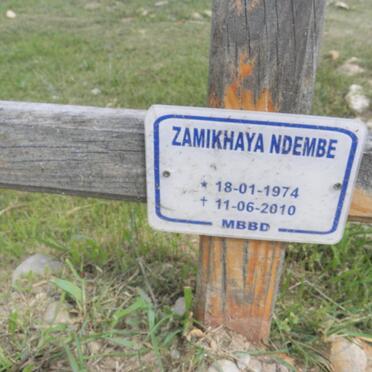 ZAMIKHAYA NDEMBE
★ 18-01-1974
✝ 11-06-2010
MBBD